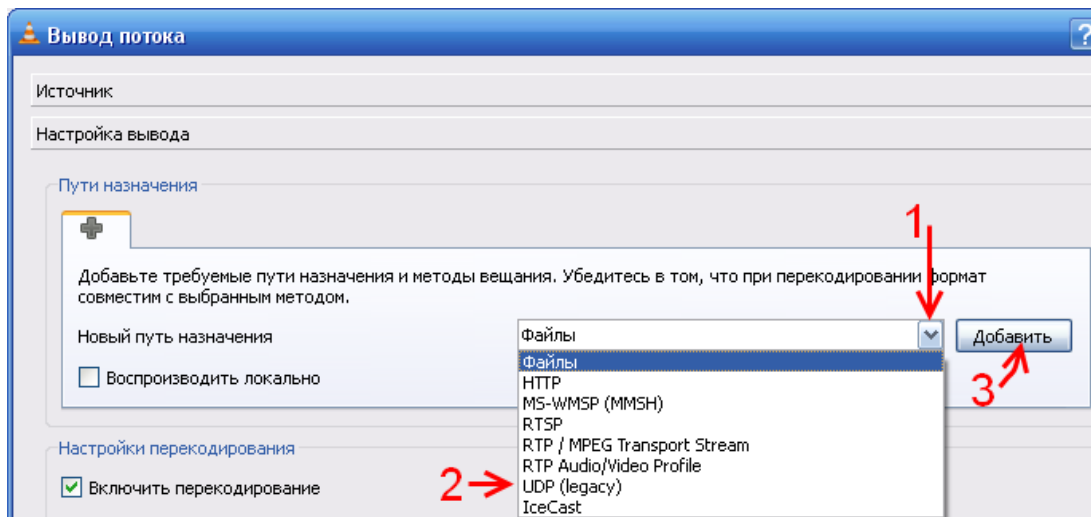 Вывод потока
?
Источник
Настройка вывода
Пути назначения
1
Добавьте требуемые пути назначения и методы вещания. Убедитесь в том, что при перекодировании формат
совместим с выбранным методом.
Новый путь назначения
Файлы
Добавить
Воспроизводить локально
Файлы
HTTP
3
MS-WMSP (MMSH)
RTSP
Настройки перекодирования
RTP / MPEG Transport Stream
RTP Audio/Video Profile
Включить перекодирование
2
UDP (legacy)
IceCast